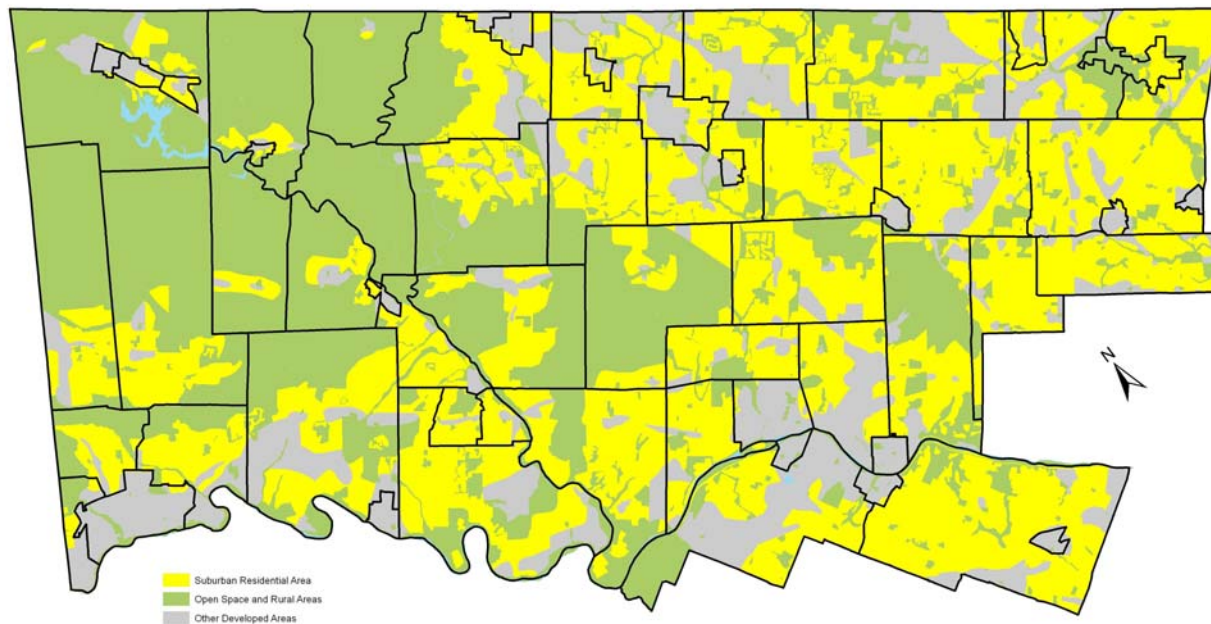 N
Suburban Residential Area
Open Space and Rural Areas
Other Developed Areas